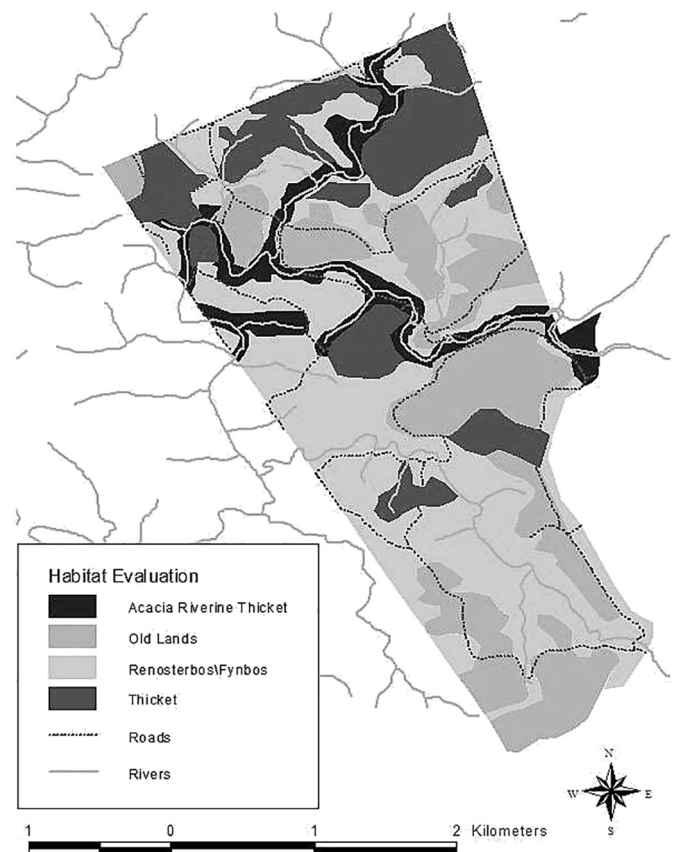 Habitat Evaluation
Acacia Riverine Thicket
Old Lands
Renosterbos\Fynbos
Thicket
Roads
Rivers
N
W E
S
1 0 1 2 Kilometers